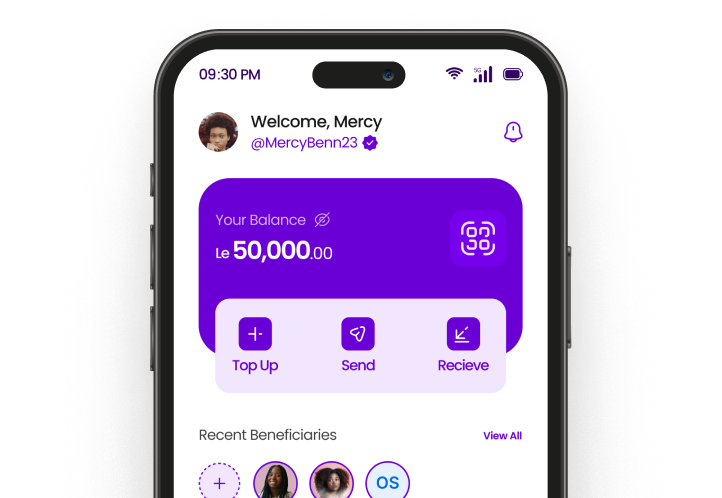 09:30 PM
5G
Welcome, Mercy
@MercyBenn23
Your Balance
Le 50,000.00
Top Up
Send
Recieve
Recent Beneficiaries
View All
OS